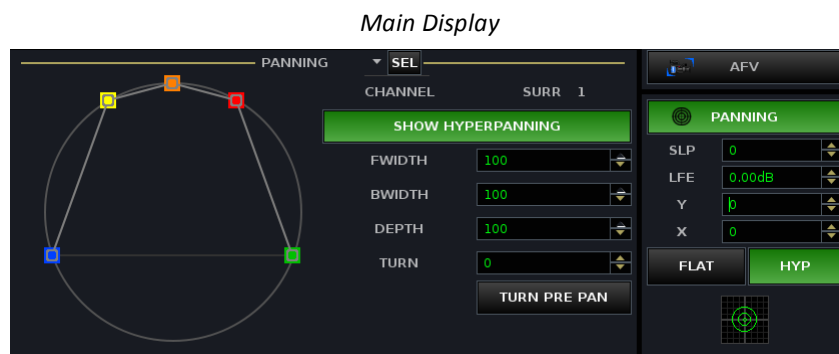 Main Display
PANNING SEL
CHANNEL SURR 1
SHOW HYPERPANNING
FWIDTH 100
BWIDTH 100
DEPTH 100
TURN 0
TURN PRE PAN
AFV
PANNING
SLP 0
LFE 0.00dB
Y 0
X 0
FLAT HYP